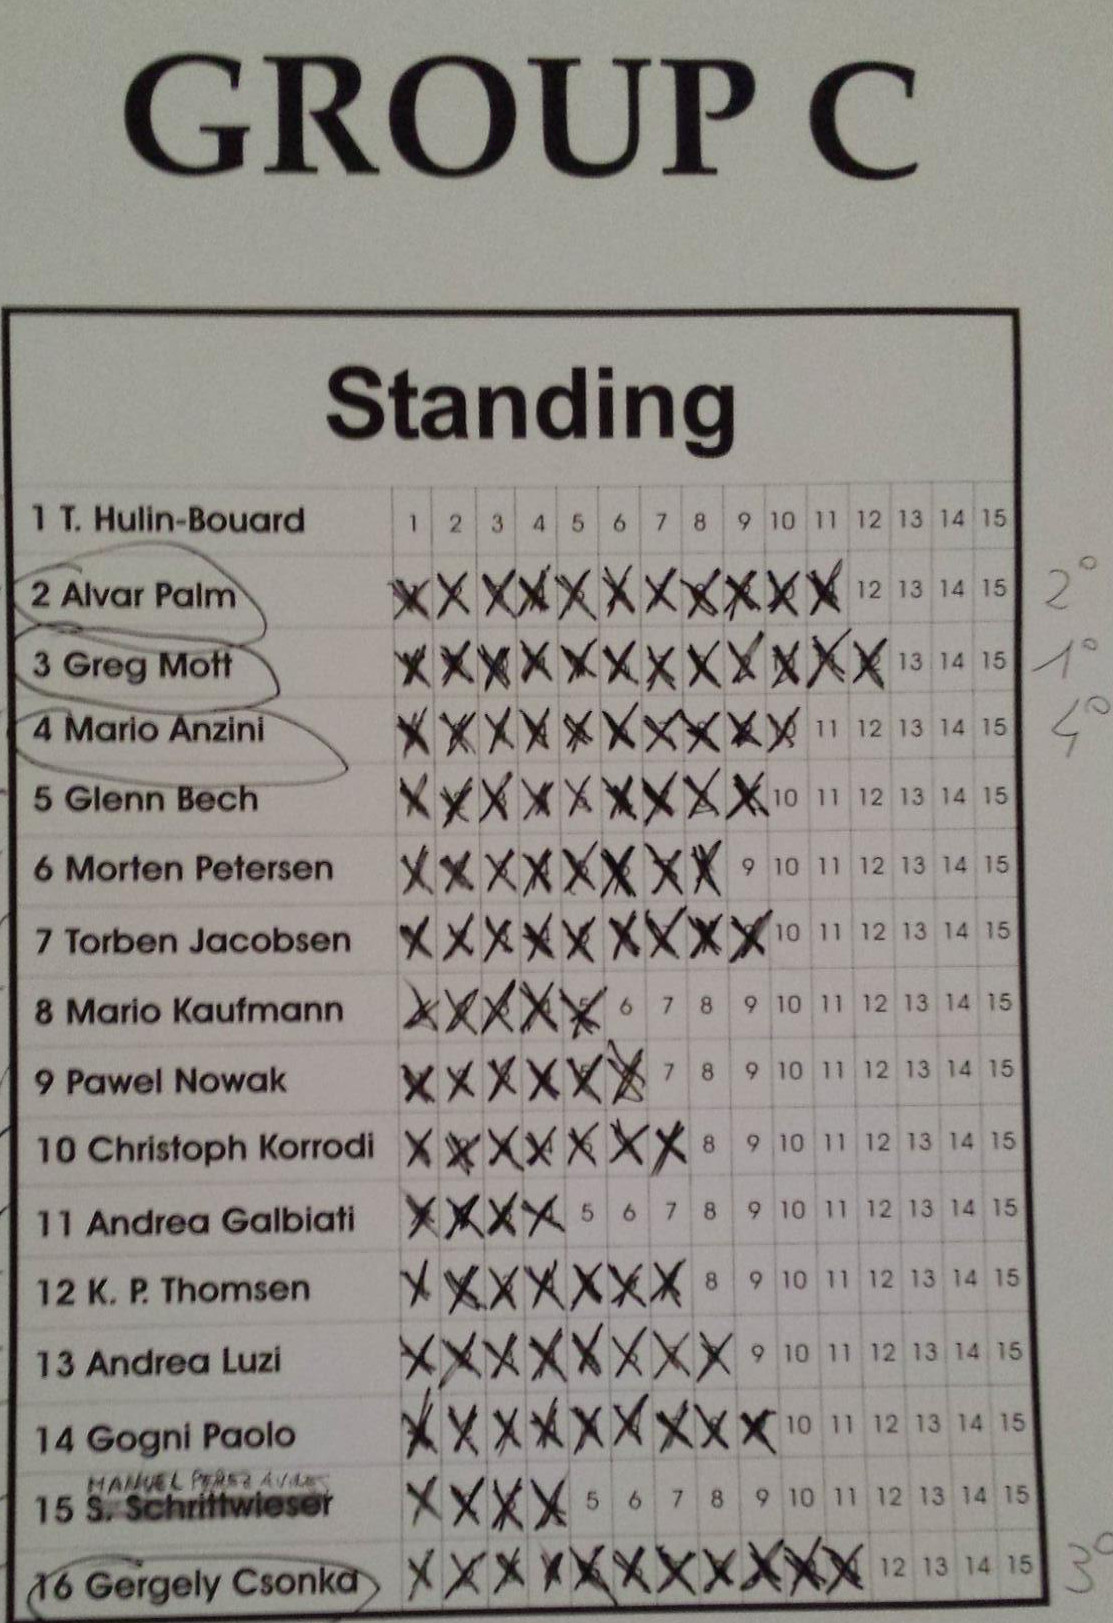 GROUP C
Standing
1 T. Hulin-Bouard 1 2 3 4 5 6 7 8 9 10 11 12 13 14 15
2 Alvar Palm 12 13 14 15 2°
3 Greg Mott 13 14 15 1°
4 Mario Anzini 11 12 13 14 15 4°
5 Glenn Bech 10 11 12 13 14 15
6 Morten Petersen 9 10 11 12 13 14 15
7 Torben Jacobsen 10 11 12 13 14 15
8 Mario Kaufmann 6 7 8 9 10 11 12 13 14 15
9 Pawel Nowak 7 8 9 10 11 12 13 14 15
10 Christoph Korrodi 8 9 10 11 12 13 14 15
11 Andrea Galbiati 5 6 7 8 9 10 11 12 13 14 15
12 K. P. Thomsen 8 9 10 11 12 13 14 15
13 Andrea Luzi 9 10 11 12 13 14 15
14 Gogni Paolo 10 11 12 13 14 15
MANUEL PEREZ
15 S. Schrittwieser 5 6 7 8 9 10 11 12 13 14 15
16 Gergely Csonka 12 13 14 15 3°